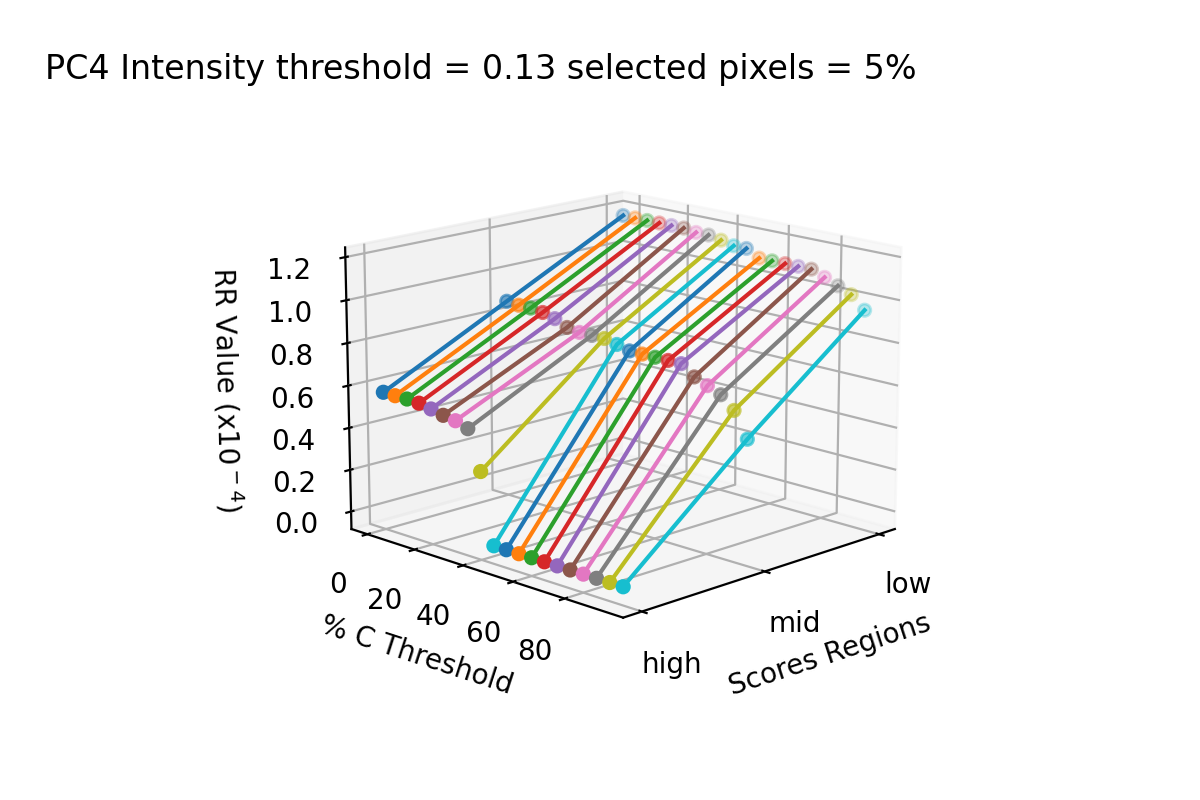 PC4 Intensity threshold = 0.13 selected pixels = 5%
RR Value (x10⁻⁴)
1.2
1.0
0.8
0.6
0.4
0.2
0.0
0
20
40
60
80
% C Threshold
high
mid
low
Scores Regions